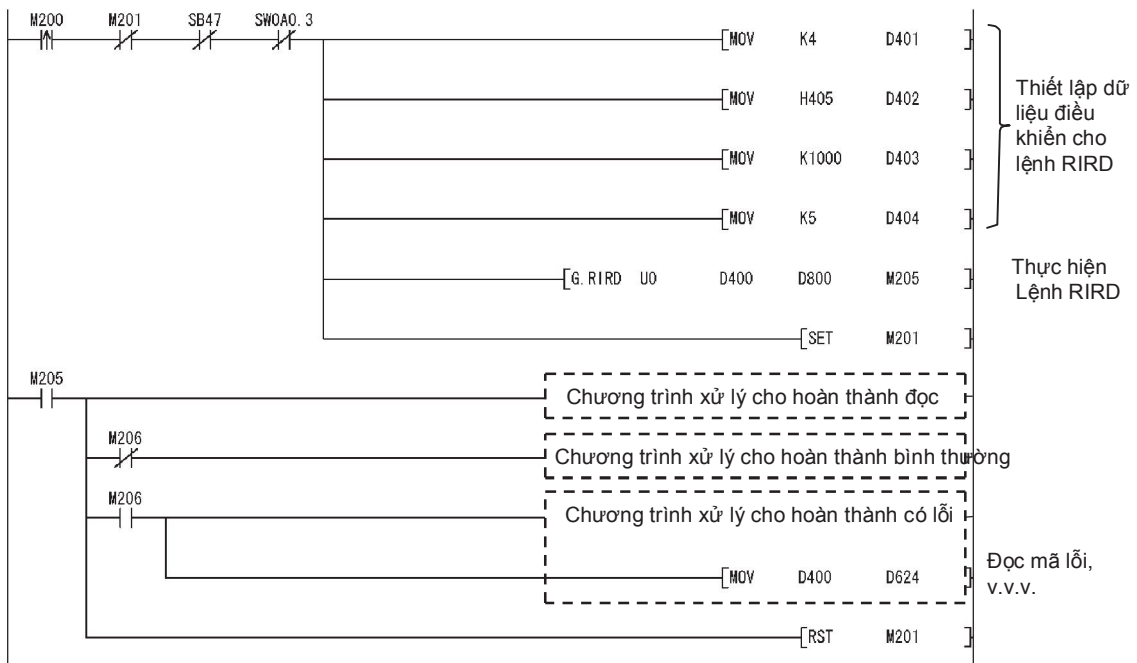 M200 M201 SB47 SW0A0.3
[MOV K4 D401 ]
[MOV H405 D402 ]
[MOV K1000 D403 ]
[MOV K5 D404 ]
Thiết lập dữ
liệu điều
khiển cho
lệnh RIRD
[G.RIRD U0 D400 D800 M205 ]
Thực hiện
Lệnh RIRD
[SET M201 ]
M205
Chương trình xử lý cho hoàn thành đọc
M206
Chương trình xử lý cho hoàn thành bình thường
M206
Chương trình xử lý cho hoàn thành có lỗi
[MOV D400 D624 ]
Đọc mã lỗi,
v.v.v.
[RST M201 ]